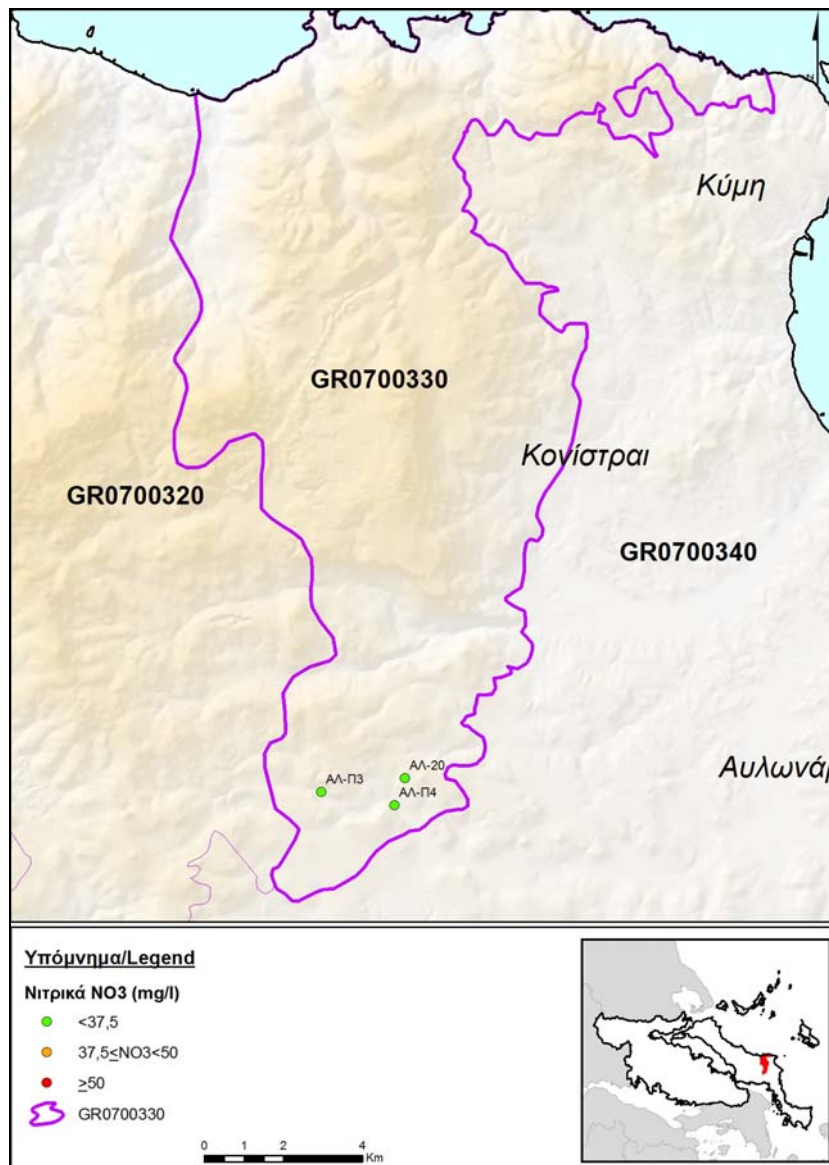 Κύμη
GR0700330
Κονίστραι
GR0700320
GR0700340
ΑΛ-20
ΑΛ-Π3
Αυλωνάρ
ΑΛ-Π4
Υπόμνημα/Legend
Νιτρικά NO3 (mg/l)
<37,5
37,5≤NO3<50
≥50
GR0700330
0 1 2 4
Km